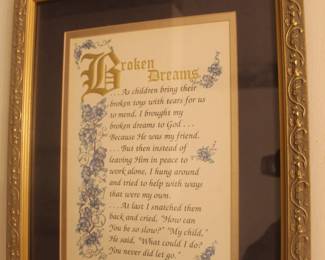 Broken
Dreams
. . . As children bring their
broken toys with tears for us
to mend, I brought my
broken dreams to God . . .
Because He was my friend.
. . . But then instead of
leaving Him in peace to
work alone, I hung around
and tried to help with ways
that were my own.
. . . At last I snatched them
back and cried, "How can
You be so slow?" "My child,"
He said, "What could I do?
You never did let go."